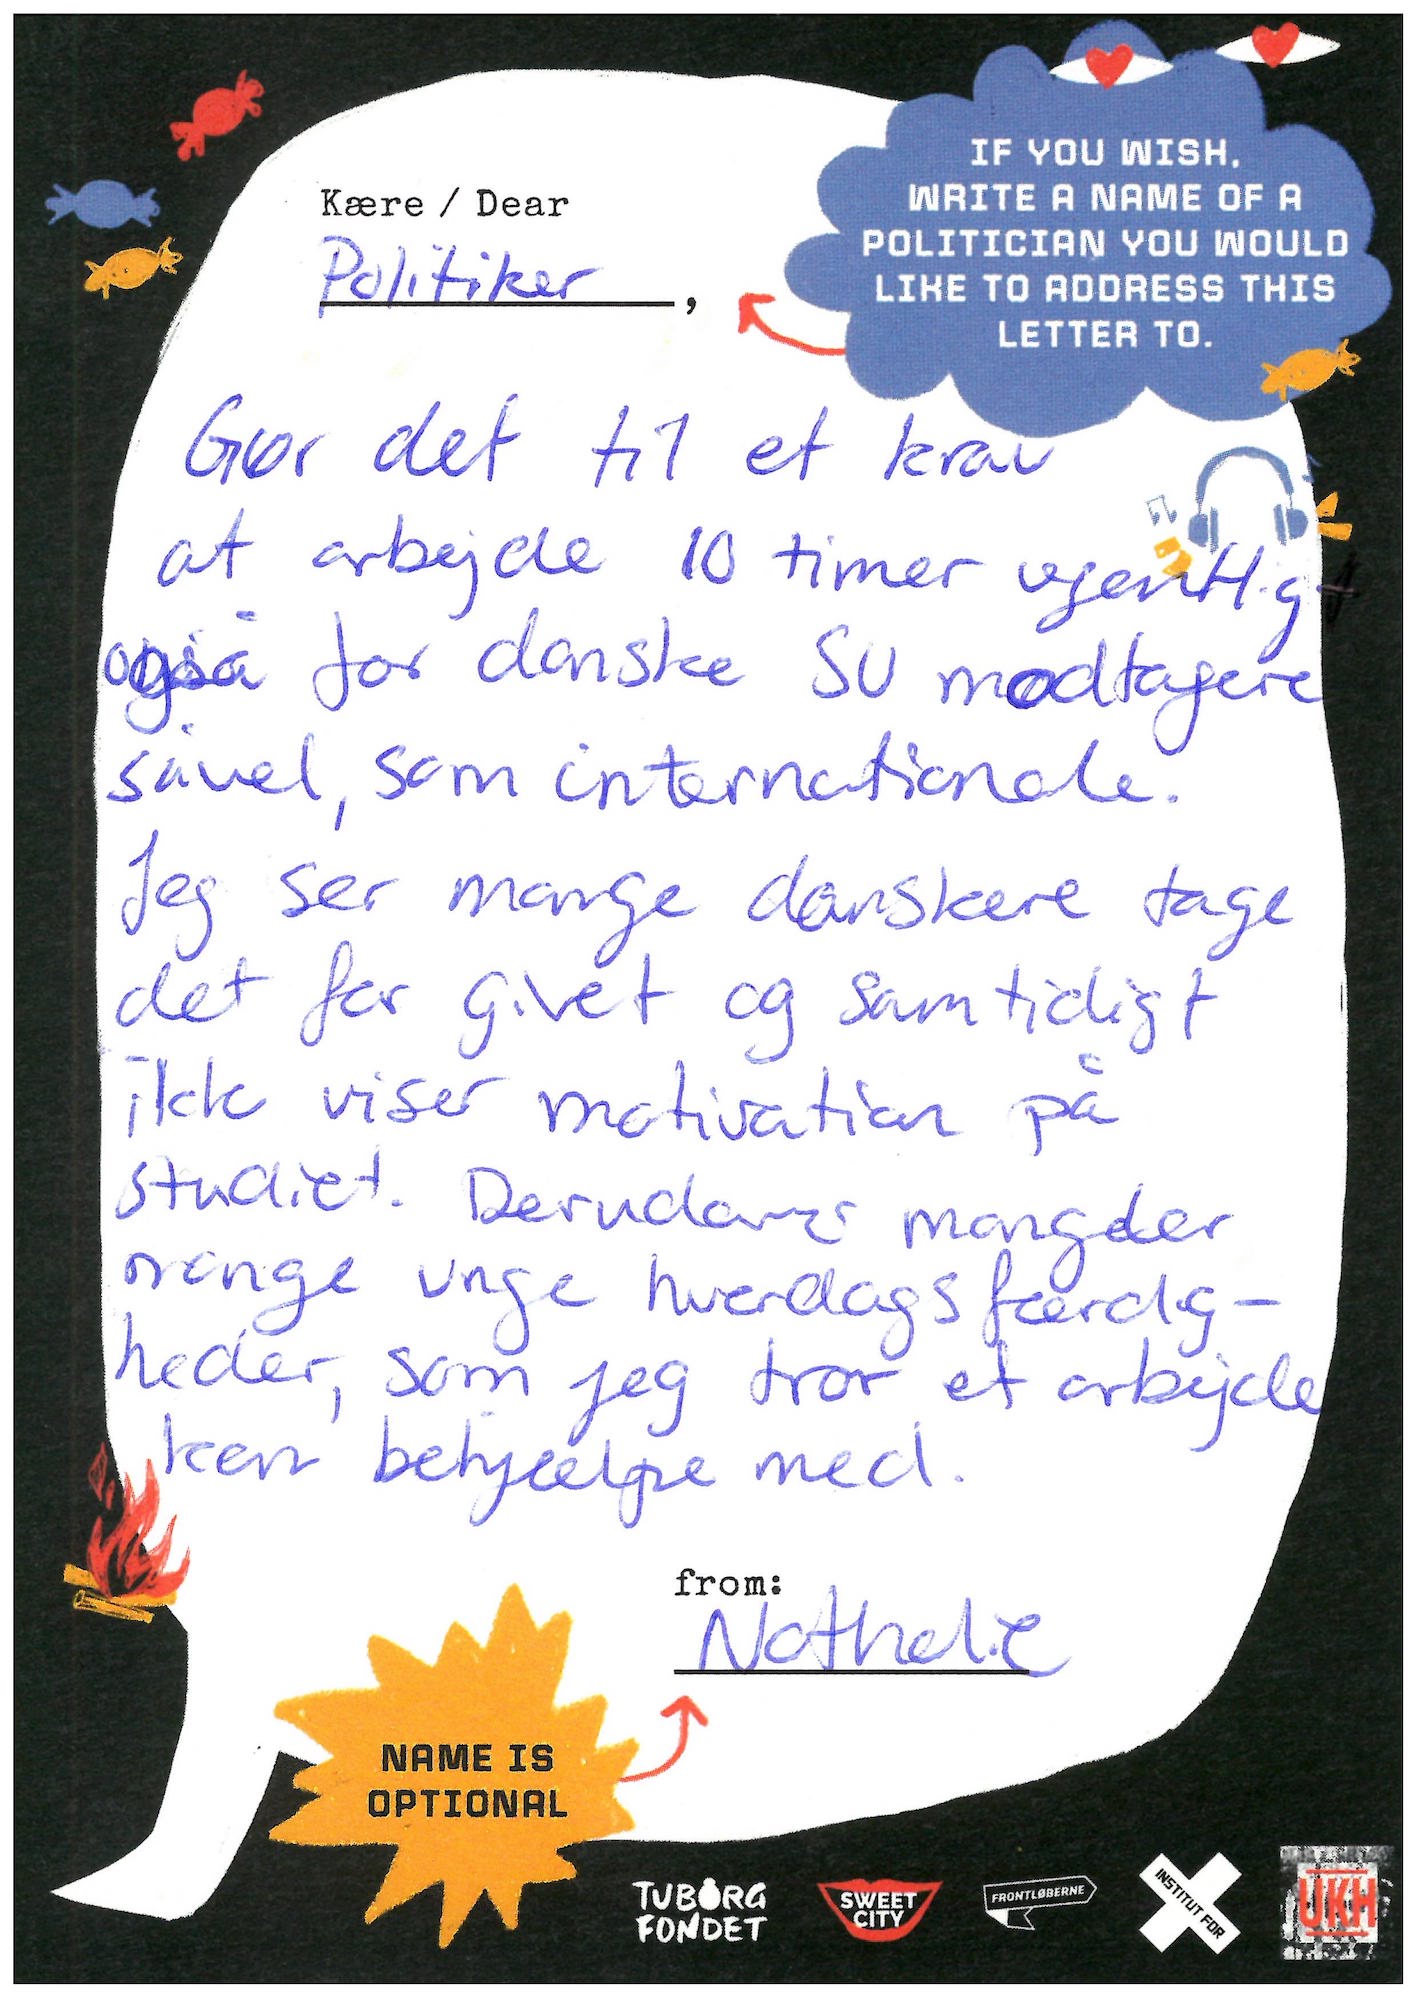 IF YOU WISH,
WRITE A NAME OF A
POLITICIAN YOU WOULD
LIKE TO ADDRESS THIS
LETTER TO.
Kære / Dear
Politiker,
Gør det til et krav
at arbejde 10 timer ugentligt
også for danske SU modtagere
såvel, som internationale.
Jeg ser mange danskere tage
det for givet og samtidigt
ikke viser motivation på
studiet. Derudover mangler
mange unge hverdagsfærdig-
heder, som jeg tror et arbejde
kan behjælpe med.
from:
Nathalie
NAME IS
OPTIONAL
TUBORG
FONDET
SWEET
CITY
FRONTLØBERNE
INSTITUT FOR
UKH